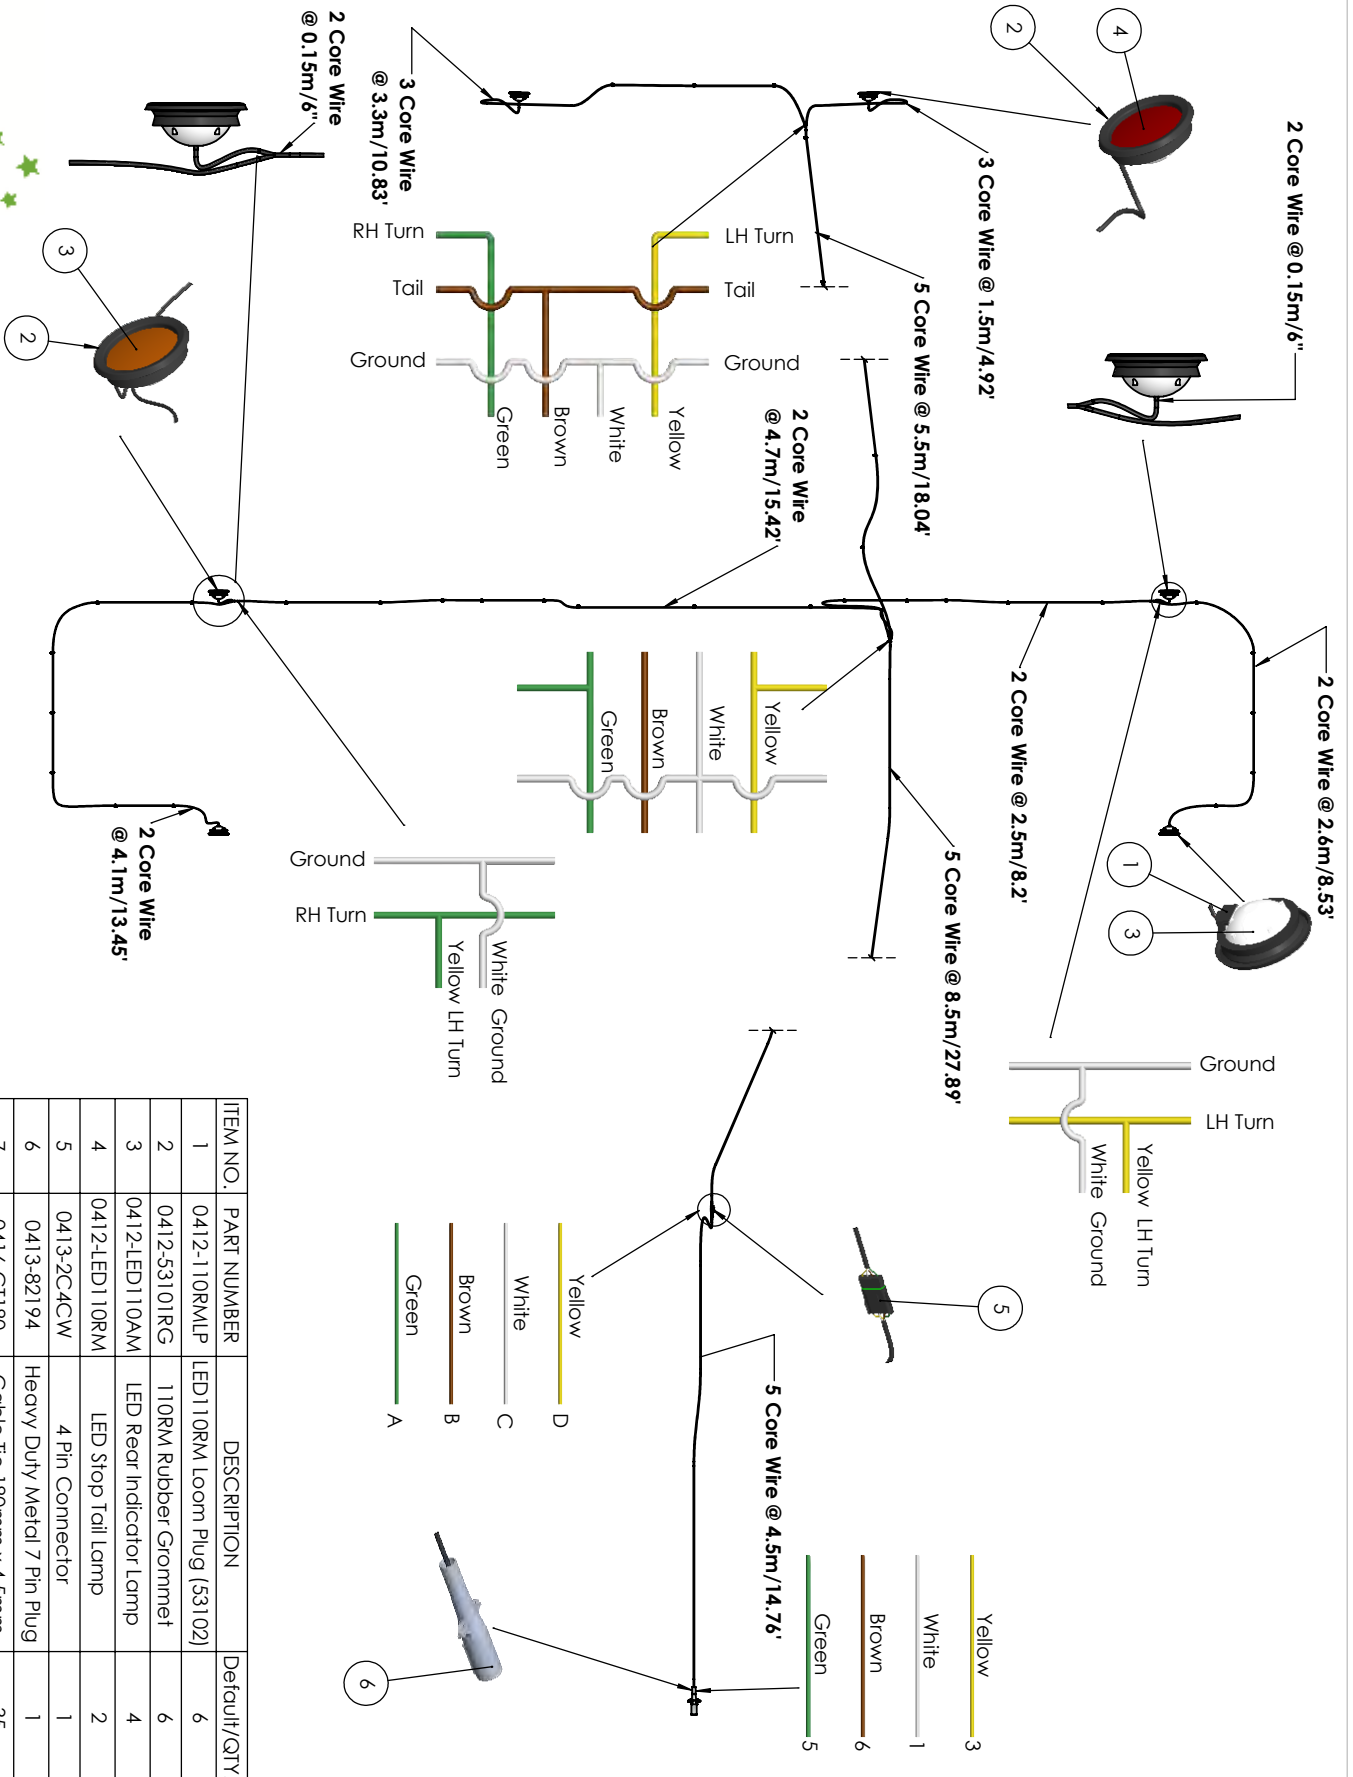 2 Core Wire @ 0.15m/6"
2 Core Wire @ 2.6m/8.53'
1
3
Ground
LH Turn
Yellow LH Turn
White Ground
4
2
3 Core Wire @ 1.5m/4.92'
5 Core Wire @ 5.5m/18.04'
2 Core Wire @ 2.5m/8.2'
5 Core Wire @ 8.5m/27.89'
5
5 Core Wire @ 4.5m/14.76'
Yellow
3
White
1
Brown
6
Green
5
LH Turn
Tail
Ground
RH Turn
Tail
Ground
Yellow
White
Brown
Green
2 Core Wire
@ 4.7m/15.42'
Yellow
White
Brown
Green
Yellow
D
White
C
Brown
B
Green
A
6
3 Core Wire
@ 3.3m/10.83'
2 Core Wire
@ 0.15m/6"
3
2
Ground
RH Turn
White Ground
Yellow LH Turn
2 Core Wire
@ 4.1m/13.45'
ITEM NO. PART NUMBER DESCRIPTION Default/QTY
1 0412-110RMLP LED110RM Loom Plug (53102) 6
2 0412-53101RG 110RM Rubber Grommet 6
3 0412-LED110AM LED Rear Indicator Lamp 4
4 0412-LED110RM LED Stop Tail Lamp 2
5 0413-2C4CW 4 Pin Connector 1
6 0413-82194 Heavy Duty Metal 7 Pin Plug 1